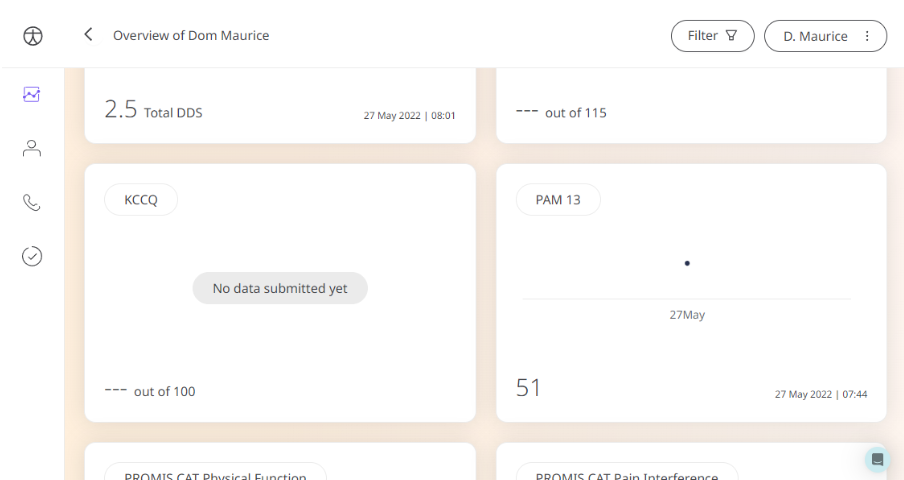 Overview of Dom Maurice
Filter
D. Maurice
2.5 Total DDS
27 May 2022 | 08:01
--- out of 115
KCCQ
No data submitted yet
--- out of 100
PAM 13
27May
51
27 May 2022 | 07:44
PROMIS CAT Physical Function
PROMIS CAT Pain Interference